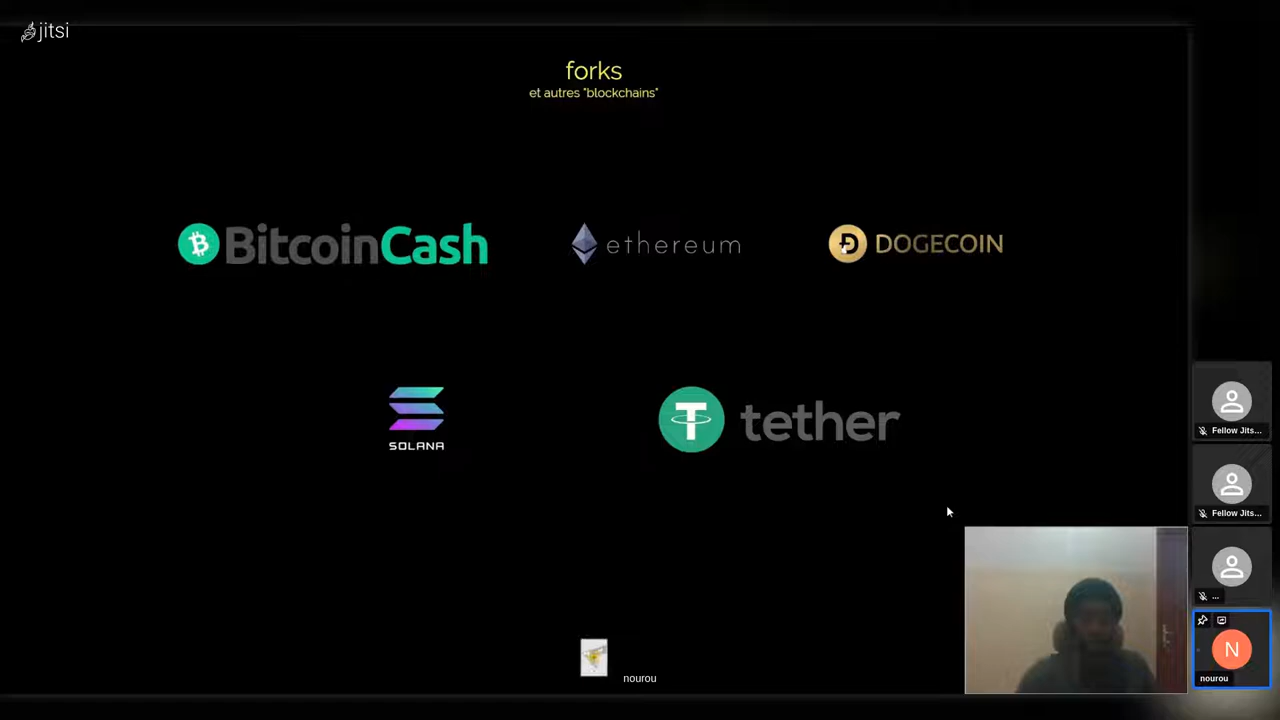 jitsi
forks
et autres "blockchains"
BitcoinCash
ethereum
DOGECOIN
SOLANA
tether
Fellow Jits...
Fellow Jits...
...
N
nourou
nourou